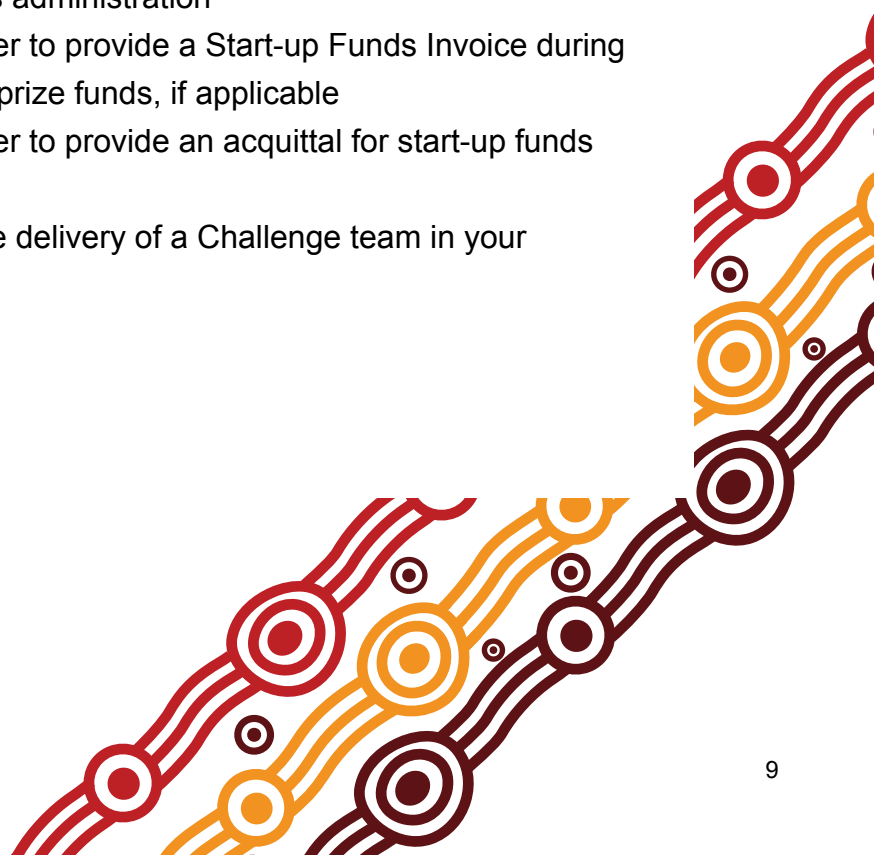 administration
er to provide a Start-up Funds Invoice during
prize funds, if applicable
er to provide an acquittal for start-up funds
e delivery of a Challenge team in your
9